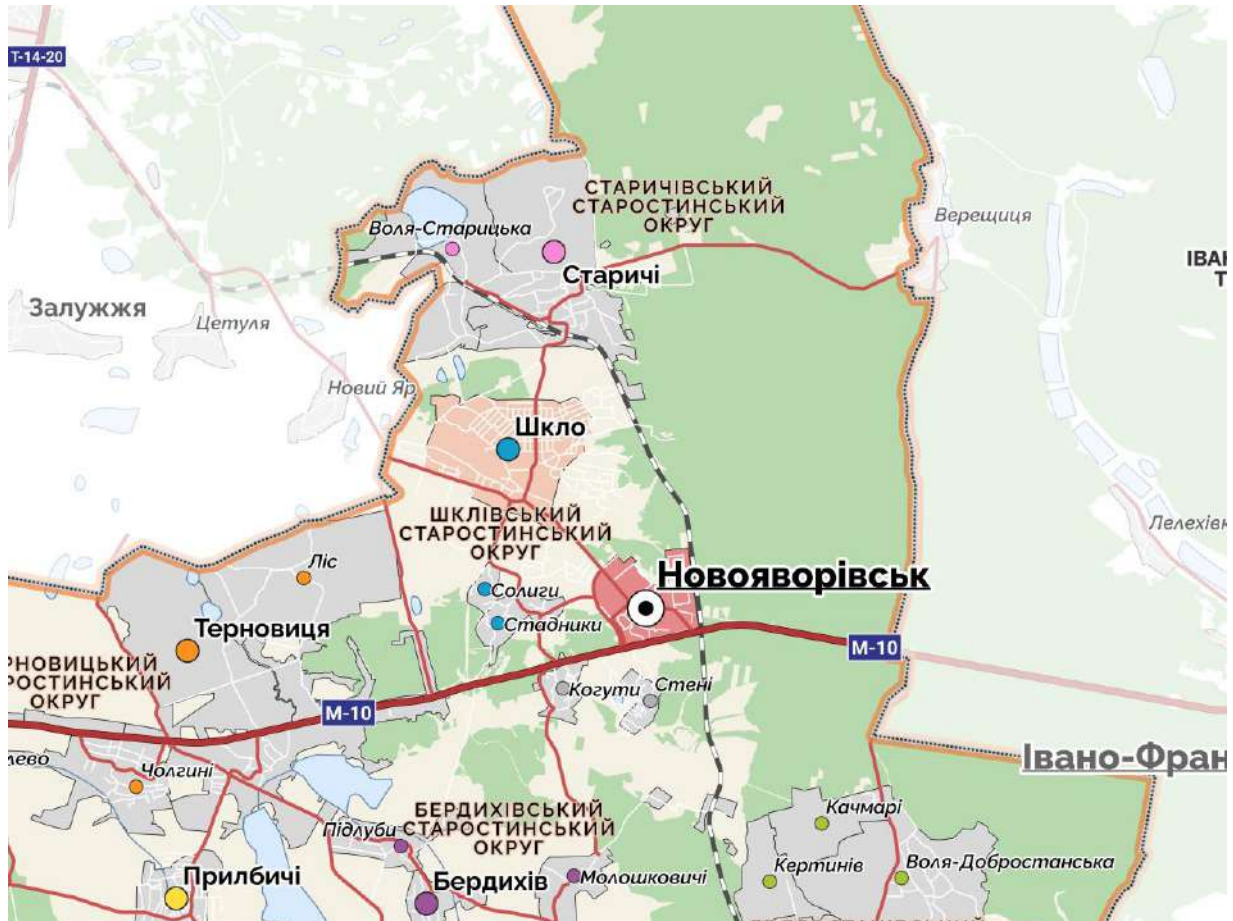 Т-14-20
СТАРИЧІВСЬКИЙ
СТАРОСТИНСЬКИЙ
ОКРУГ
Воля-Старицька
Верещиця
Старичі
Залужжя
Цетуля
Новий Яр
Шкло
ШКЛІВСЬКИЙ
СТАРОСТИНСЬКИЙ
ОКРУГ
Ліс
Солиги
Новояворівськ
Стадники
Терновиця
М-10
РНОВИЦЬКИЙ
РОСТИНСЬКИЙ
ОКРУГ
Когути
Стені
М-10
Чолгині
Івано-Фран
БЕРДИХІВСЬКИЙ
СТАРОСТИНСЬКИЙ
ОКРУГ
Підлуби
Качмарі
Кертинів
Воля-Добростанська
Прилбичі
Бердихів
Молошковичі